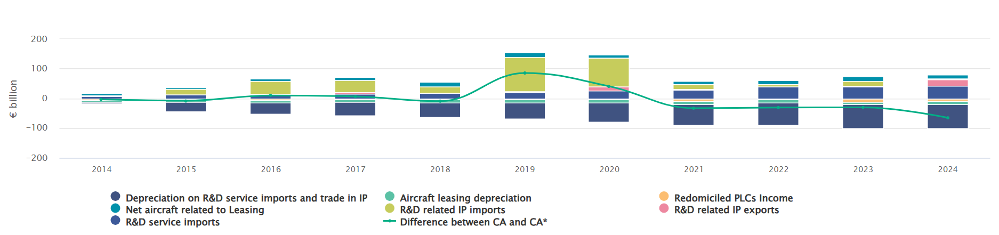 € billion
200
100
0
−100
−200
2014 2015 2016 2017 2018 2019 2020 2021 2022 2023 2024
Depreciation on R&D service imports and trade in IP
Aircraft leasing depreciation
Redomiciled PLCs Income
Net aircraft related to Leasing
R&D related IP imports
R&D related IP exports
R&D service imports
Difference between CA and CA*